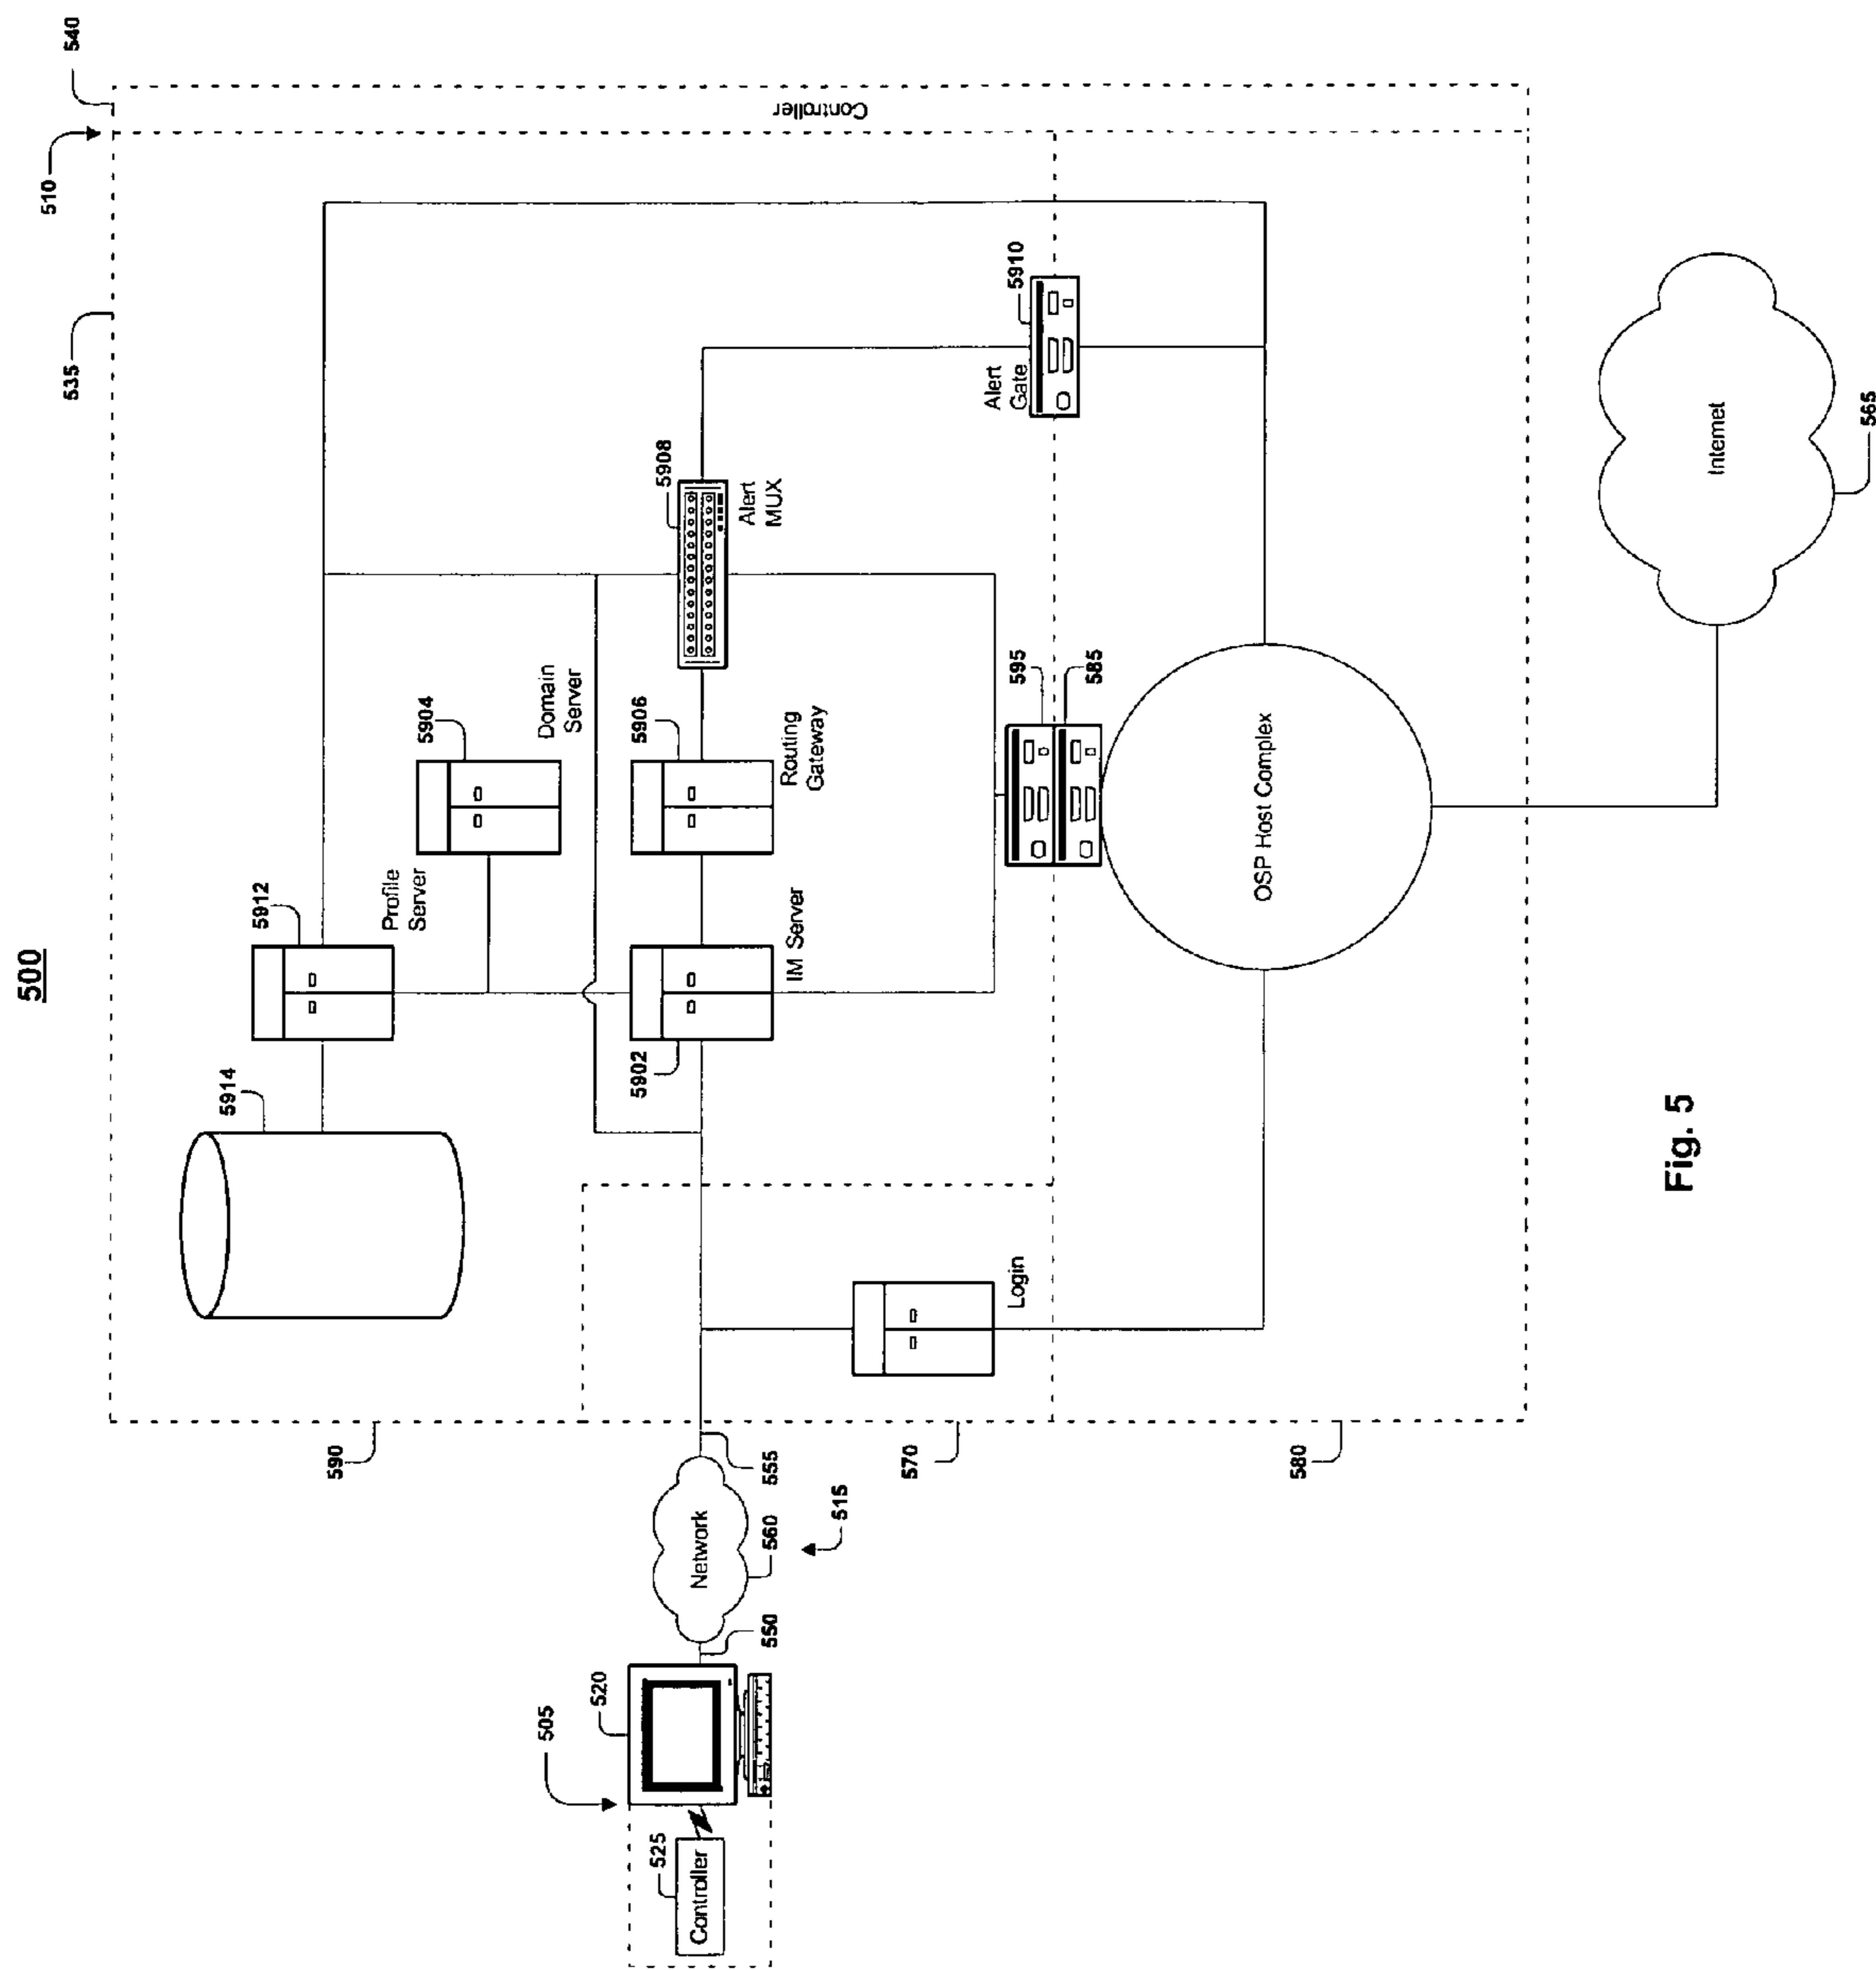 500
505
525
Controller
520
550
Network
560
515
555
590
570
580
Login
5914
5912
Profile
Server
5904
Domain
Server
5902
IM Server
5906
Routing
Gateway
5908
Alert
MUX
595
585
5910
Alert
Gate
OSP Host Complex
535
510
540
Controller
Internet
565
Fig. 5